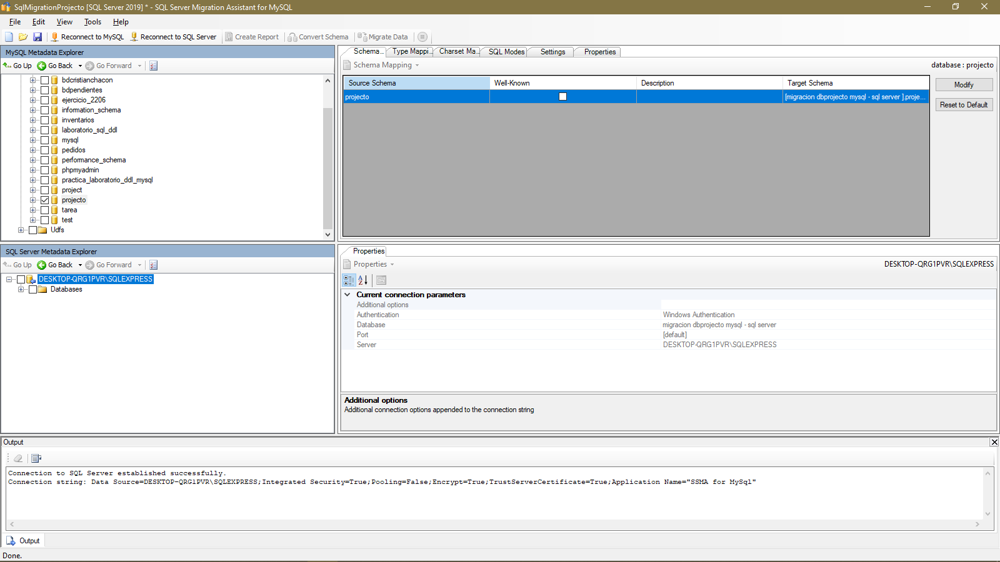 SqlMigrationProjecto [SQL Server 2019] * - SQL Server Migration Assistant for MySQL
File Edit View Tools Help
Reconnect to MySQL Reconnect to SQL Server Create Report Convert Schema Migrate Data
MySQL Metadata Explorer
Go Up Go Back Go Forward
bdcristianchacon
bdpendientes
ejercicio_2206
information_schema
inventarios
laboratorio_sql_ddl
mysql
pedidos
performance_schema
phpmyadmin
practica_laboratorio_ddl_mysql
project
projecto
tarea
test
Udfs
Schema... Type Mappi... Charset Ma... SQL Modes Settings Properties
Schema Mapping database : projecto
Source Schema Well-Known Description Target Schema
projecto [migracion dbprojecto mysql - sql server ].proje...
Modify
Reset to Default
SQL Server Metadata Explorer
Go Up Go Back Go Forward
DESKTOP-QRG1PVR\SQLEXPRESS
Databases
Properties
Properties DESKTOP-QRG1PVR\SQLEXPRESS
Current connection parameters
Additional options
Authentication Windows Authentication
Database migracion dbprojecto mysql - sql server
Port [default]
Server DESKTOP-QRG1PVR\SQLEXPRESS
Additional options
Additional connection options appended to the connection string
Output
Connection to SQL Server established successfully.
Connection string: Data Source=DESKTOP-QRG1PVR\SQLEXPRESS;Integrated Security=True;Pooling=False;Encrypt=True;TrustServerCertificate=True;Application Name="SSMA for MySql"
Output
Done.